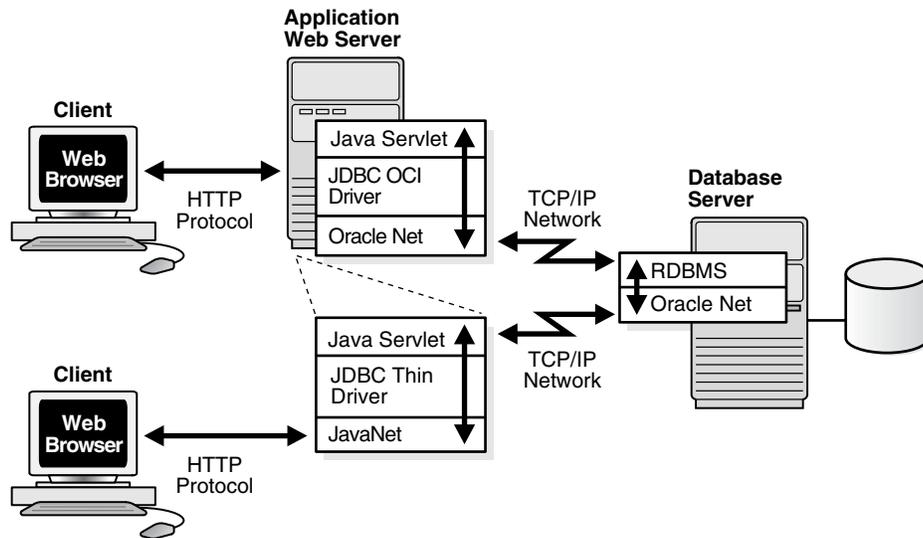 Application
Web Server
Client
Web
Browser
HTTP
Protocol
Java Servlet
JDBC OCI
Driver
Oracle Net
TCP/IP
Network
Database
Server
RDBMS
Oracle Net
Client
Web
Browser
HTTP
Protocol
Java Servlet
JDBC Thin
Driver
JavaNet
TCP/IP
Network